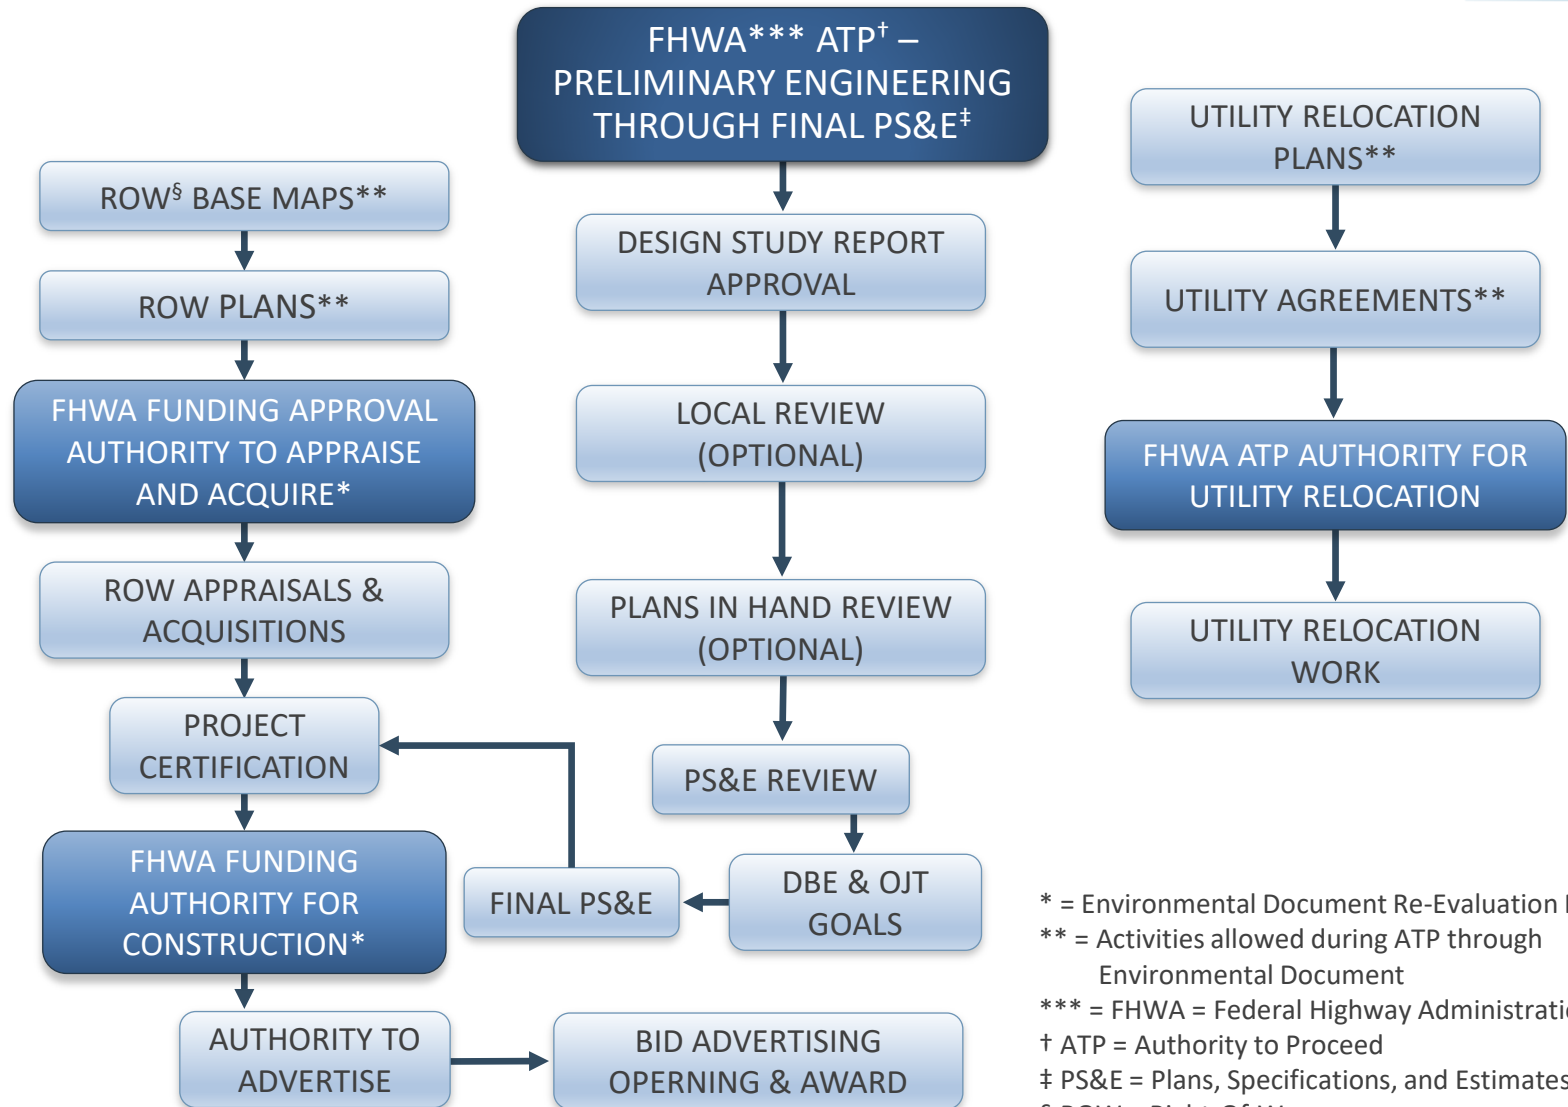 FHWA*** ATP† –
PRELIMINARY ENGINEERING
THROUGH FINAL PS&E‡
ROW§ BASE MAPS**
ROW PLANS**
FHWA FUNDING APPROVAL
AUTHORITY TO APPRAISE
AND ACQUIRE*
ROW APPRAISALS &
ACQUISITIONS
PROJECT
CERTIFICATION
FHWA FUNDING
AUTHORITY FOR
CONSTRUCTION*
AUTHORITY TO
ADVERTISE
BID ADVERTISING
OPERNING & AWARD
DESIGN STUDY REPORT
APPROVAL
LOCAL REVIEW
(OPTIONAL)
PLANS IN HAND REVIEW
(OPTIONAL)
PS&E REVIEW
DBE & OJT
GOALS
FINAL PS&E
UTILITY RELOCATION
PLANS**
UTILITY AGREEMENTS**
FHWA ATP AUTHORITY FOR
UTILITY RELOCATION
UTILITY RELOCATION
WORK
* = Environmental Document Re-Evaluation
** = Activities allowed during ATP through
Environmental Document
*** = FHWA = Federal Highway Administratio
† ATP = Authority to Proceed
‡ PS&E = Plans, Specifications, and Estimates
§ ROW = Right-Of-W